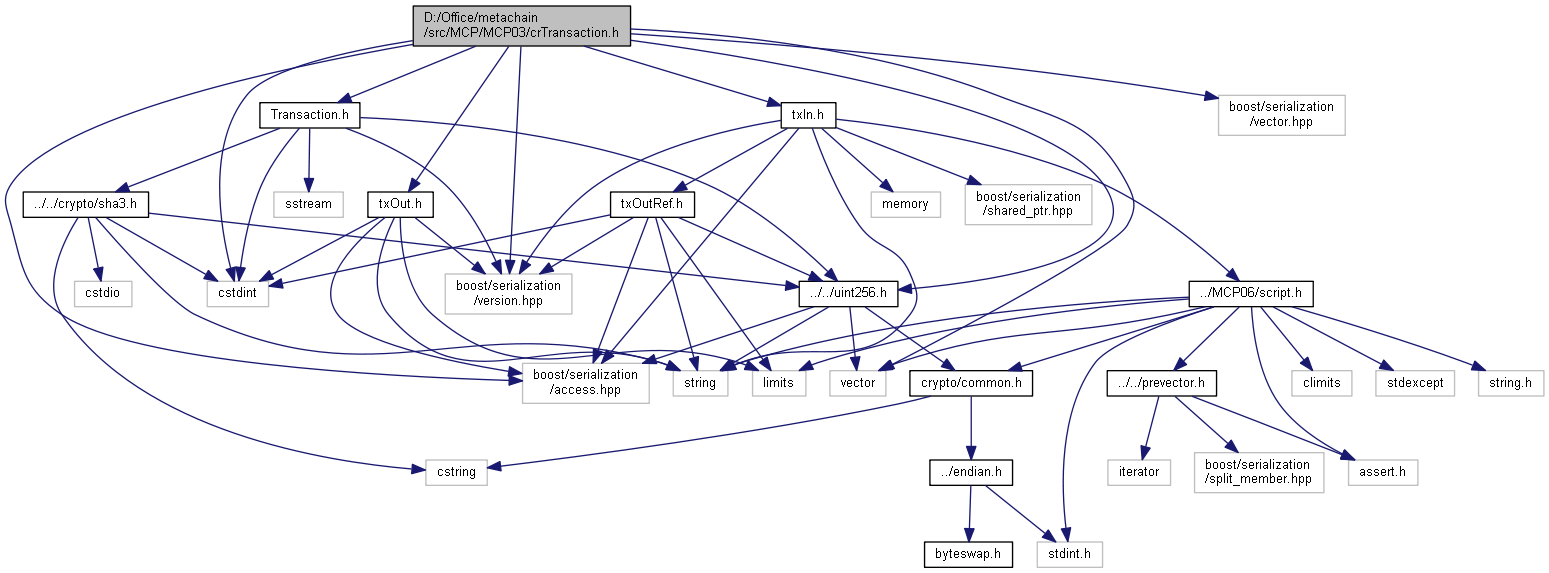 D:/Office/metachain
/src/MCP/MCP03/crTransaction.h
Transaction.h
txIn.h
boost/serialization
/vector.hpp
../../crypto/sha3.h
sstream
txOut.h
txOutRef.h
memory
boost/serialization
/shared_ptr.hpp
cstdio
cstdint
boost/serialization
/version.hpp
../../uint256.h
../MCP06/script.h
boost/serialization
/access.hpp
string
limits
vector
crypto/common.h
../../prevector.h
climits
stdexcept
string.h
cstring
../endian.h
iterator
boost/serialization
/split_member.hpp
assert.h
byteswap.h
stdint.h